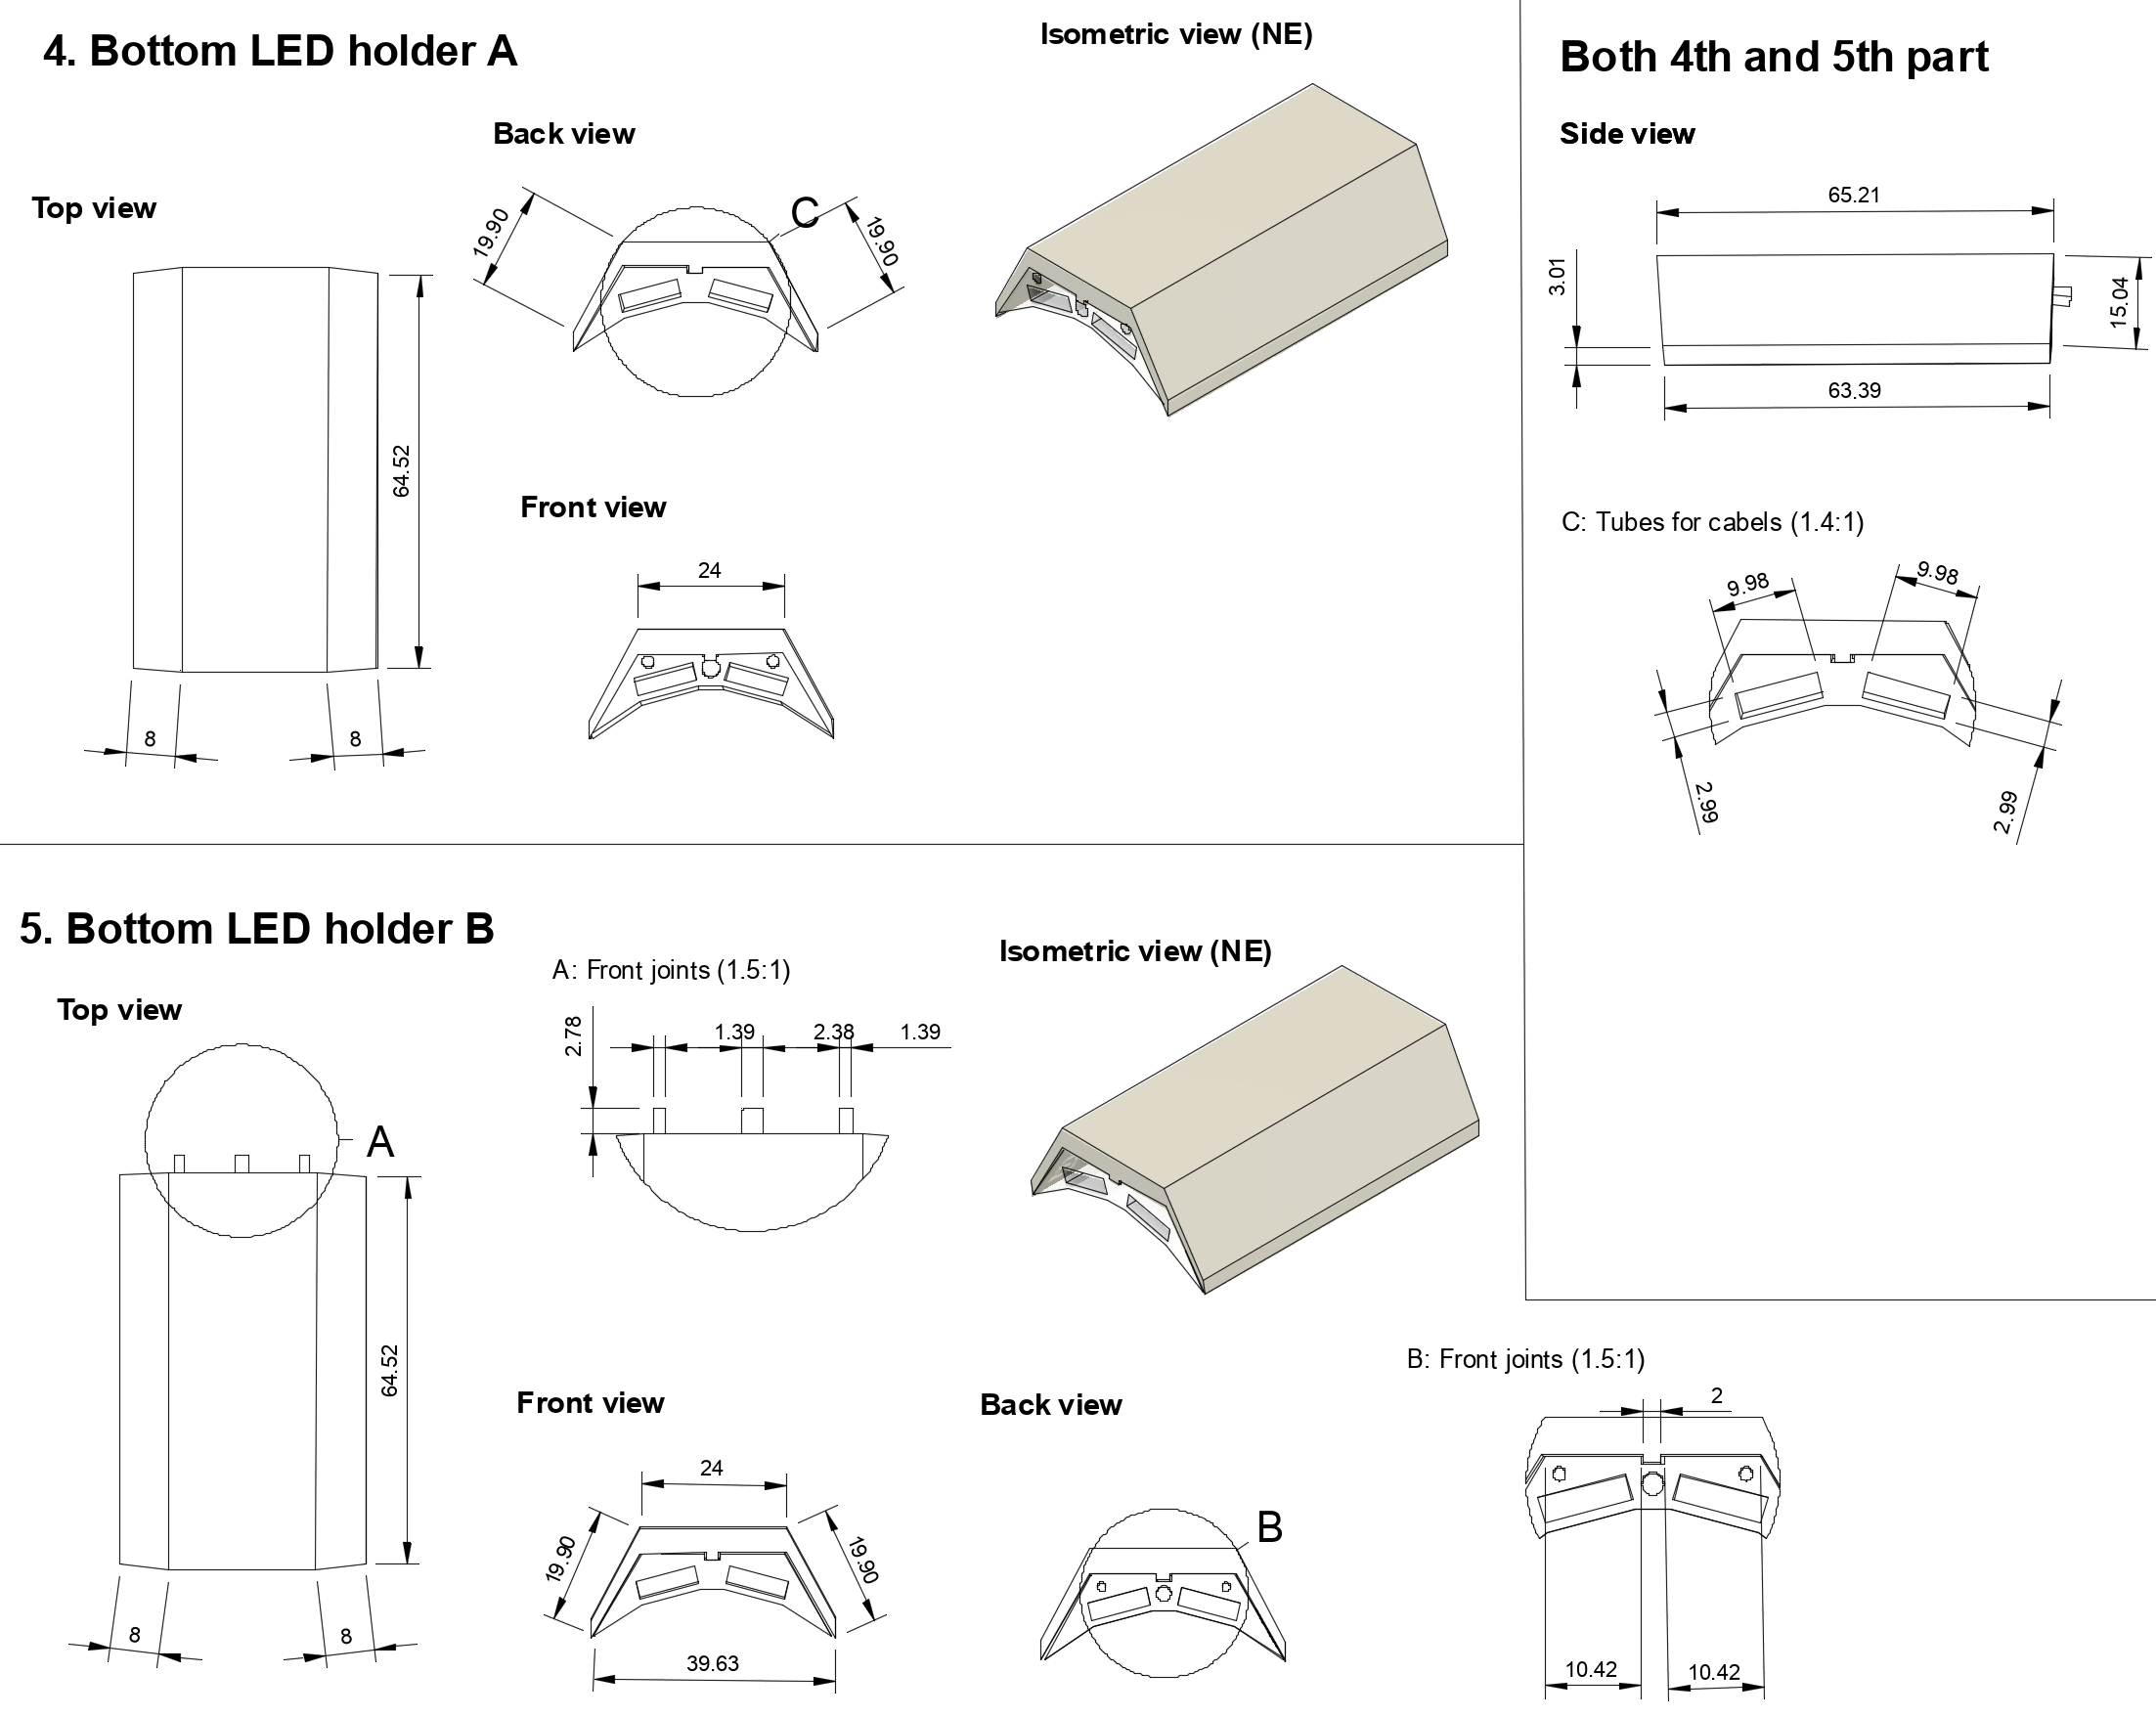 4. Bottom LED holder A
Isometric view (NE)
Back view
Top view
19.90
C
19.90
64.52
8
8
Front view
24
Both 4th and 5th part
Side view
65.21
3.01
15.04
63.39
C: Tubes for cabels (1.4:1)
9.98
9.98
2.99
2.99
5. Bottom LED holder B
Top view
A
64.52
8
8
A: Front joints (1.5:1)
2.78
1.39
2.38
1.39
Isometric view (NE)
Front view
24
19.90
19.90
39.63
Back view
B
B: Front joints (1.5:1)
2
10.42
10.42